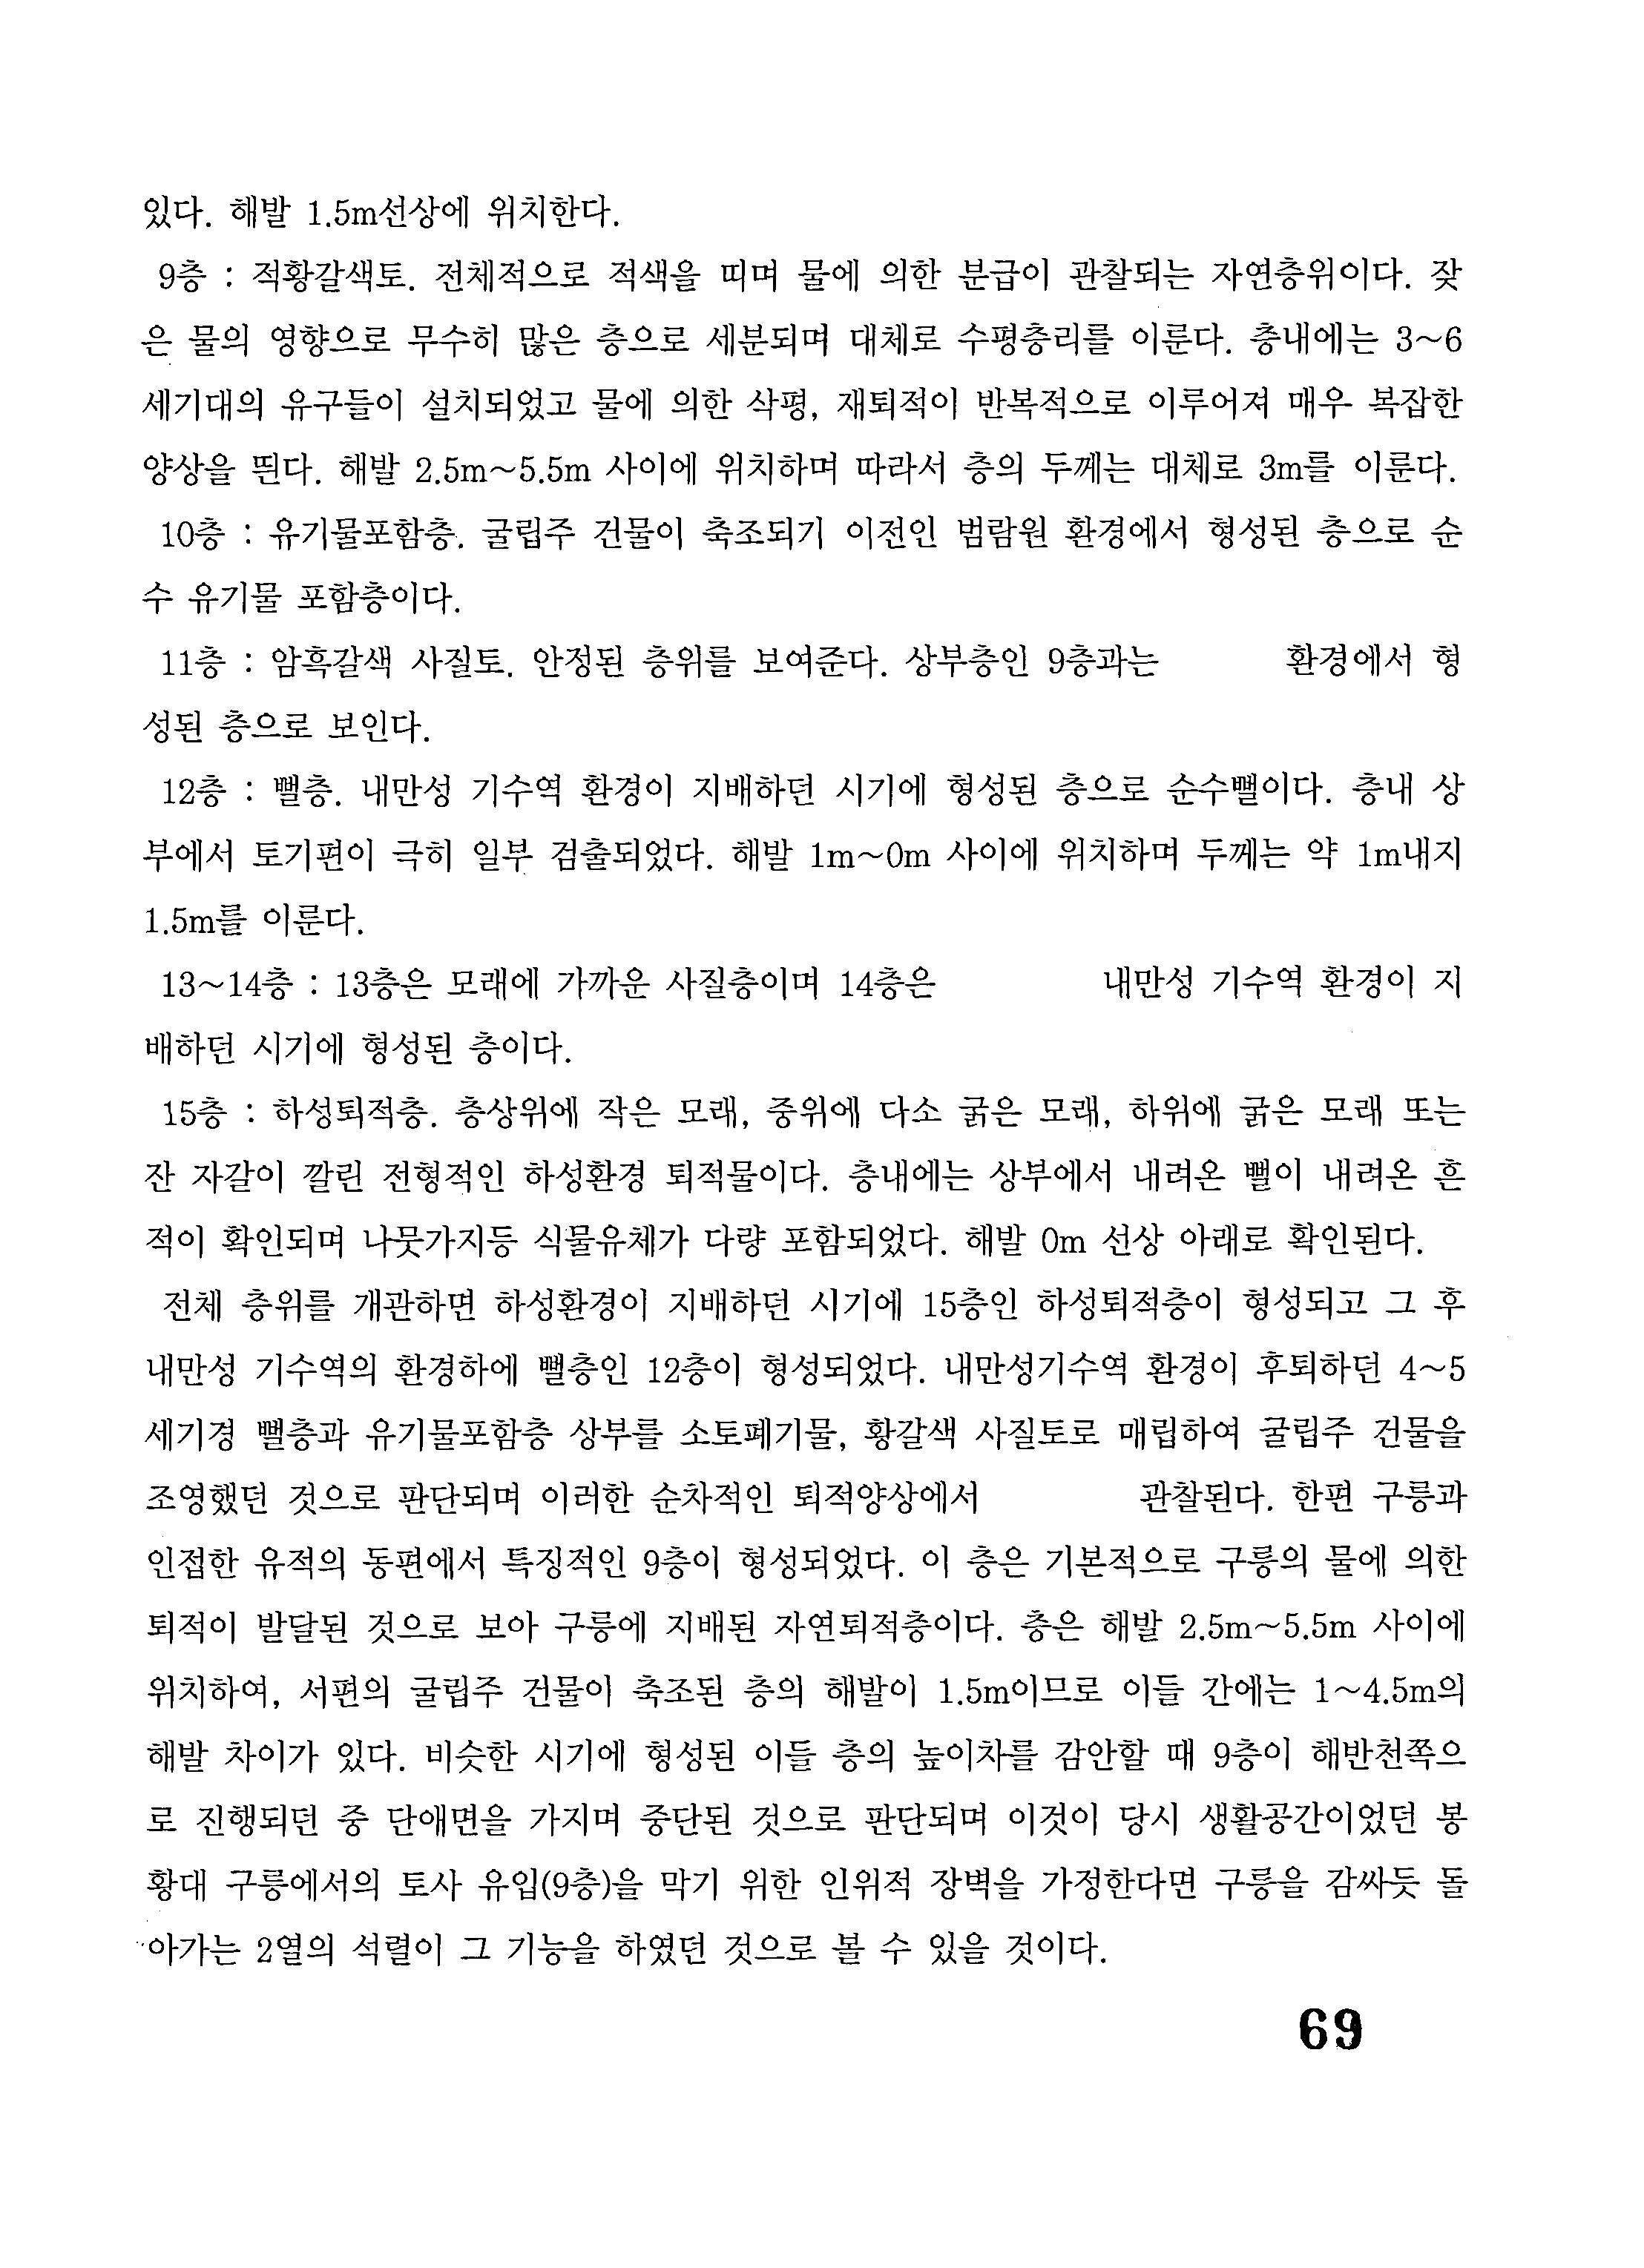 있다. 해발 1.5m선상에 위치한다.
9층 : 적황갈색토. 전체적으로 적색을 띠며 물에 의한 분급이 관찰되는 자연층위이다. 잦
은 물의 영향으로 무수히 많은 층으로 세분되며 대체로 수평층리를 이룬다. 층내에는 3~6
세기대의 유구들이 설치되었고 물에 의한 삭평, 재퇴적이 반복적으로 이루어져 매우 복잡한
양상을 띈다. 해발 2.5m~5.5m 사이에 위치하며 따라서 층의 두께는 대체로 3m를 이룬다.
10층 : 유기물포함층. 굴립주 건물이 축조되기 이전인 범람원 환경에서 형성된 층으로 순
수 유기물 포함층이다.
11층 : 암흑갈색 사질토. 안정된 층위를 보여준다. 상부층인 9층과는 환경에서 형
성된 층으로 보인다.
12층 : 뻘층. 내만성 기수역 환경이 지배하던 시기에 형성된 층으로 순수뻘이다. 층내 상
부에서 토기편이 극히 일부 검출되었다. 해발 1m~0m 사이에 위치하며 두께는 약 1m내지
1.5m를 이룬다.
13~14층 : 13층은 모래에 가까운 사질층이며 14층은 내만성 기수역 환경이 지
배하던 시기에 형성된 층이다.
15층 : 하성퇴적층. 층상위에 작은 모래, 중위에 다소 굵은 모래, 하위에 굵은 모래 또는
잔 자갈이 깔린 전형적인 하성환경 퇴적물이다. 층내에는 상부에서 내려온 뻘이 내려온 흔
적이 확인되며 나뭇가지등 식물유체가 다량 포함되었다. 해발 0m 선상 아래로 확인된다.
전체 층위를 개관하면 하성환경이 지배하던 시기에 15층인 하성퇴적층이 형성되고 그 후
내만성 기수역의 환경하에 뻘층인 12층이 형성되었다. 내만성기수역 환경이 후퇴하던 4~5
세기경 뻘층과 유기물포함층 상부를 소토폐기물, 황갈색 사질토로 매립하여 굴립주 건물을
조영했던 것으로 판단되며 이러한 순차적인 퇴적양상에서 관찰된다. 한편 구릉과
인접한 유적의 동편에서 특징적인 9층이 형성되었다. 이 층은 기본적으로 구릉의 물에 의한
퇴적이 발달된 것으로 보아 구릉에 지배된 자연퇴적층이다. 층은 해발 2.5m~5.5m 사이에
위치하여, 서편의 굴립주 건물이 축조된 층의 해발이 1.5m이므로 이들 간에는 1~4.5m의
해발 차이가 있다. 비슷한 시기에 형성된 이들 층의 높이차를 감안할 때 9층이 해반천쪽으
로 진행되던 중 단애면을 가지며 중단된 것으로 판단되며 이것이 당시 생활공간이었던 봉
황대 구릉에서의 토사 유입(9층)을 막기 위한 인위적 장벽을 가정한다면 구릉을 감싸듯 돌
아가는 2열의 석렬이 그 기능을 하였던 것으로 볼 수 있을 것이다.
69